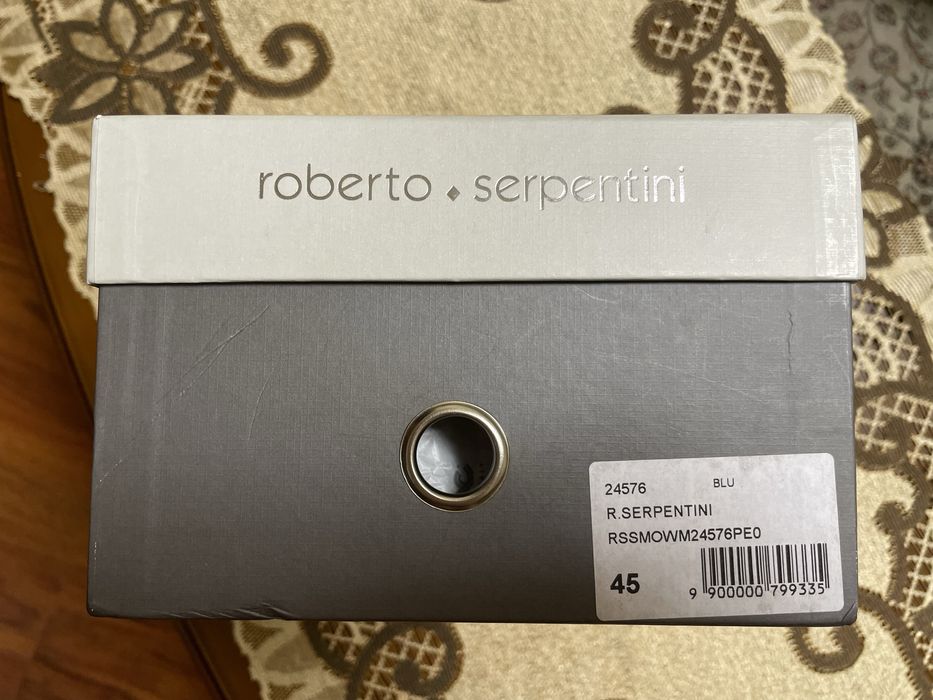 roberto ⬩ serpentini
24576 BLU
R.SERPENTINI
RSSMOWM24576PE0
45
9 900000 799335